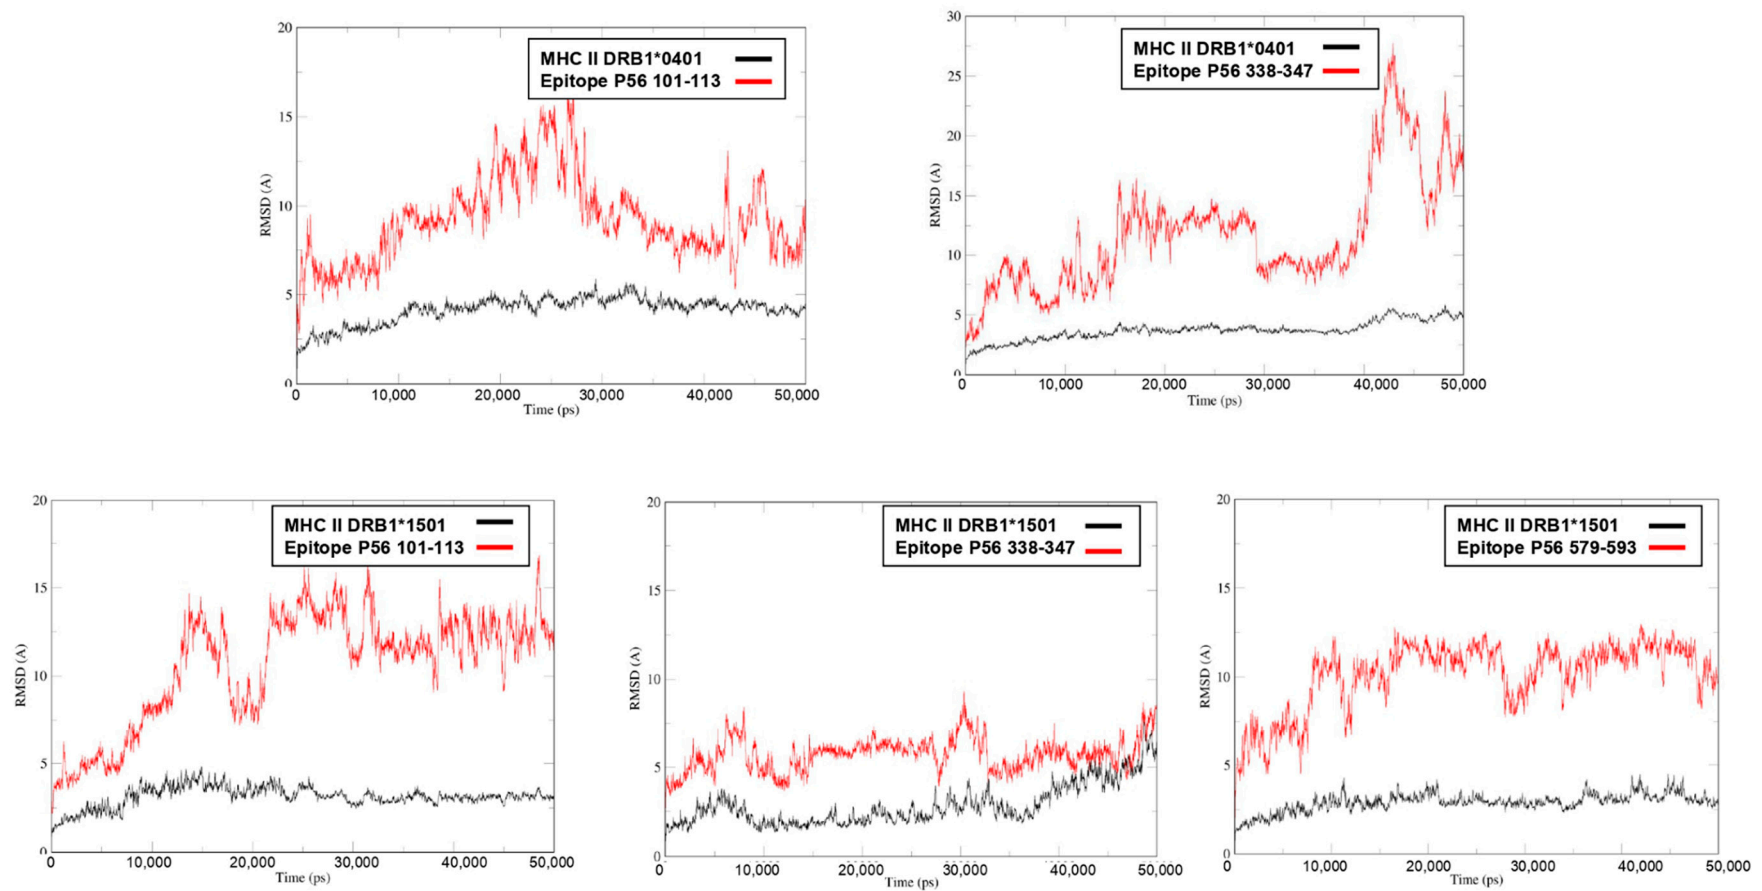 20
15
10
5
0
RMSD (A)
MHC II DRB1*0401
Epitope P56 101-113
0 10,000 20,000 30,000 40,000 50,000
Time (ps)
30
25
20
15
10
5
0
RMSD (A)
MHC II DRB1*0401
Epitope P56 338-347
0 10,000 20,000 30,000 40,000 50,000
Time (ps)
20
15
10
5
0
RMSD (A)
MHC II DRB1*1501
Epitope P56 101-113
0 10,000 20,000 30,000 40,000 50,000
Time (ps)
20
15
10
5
0
RMSD (A)
MHC II DRB1*1501
Epitope P56 338-347
0 10,000 20,000 30,000 40,000 50,000
Time (ps)
20
15
10
5
0
RMSD (A)
MHC II DRB1*1501
Epitope P56 579-593
0 10,000 20,000 30,000 40,000 50,000
Time (ps)